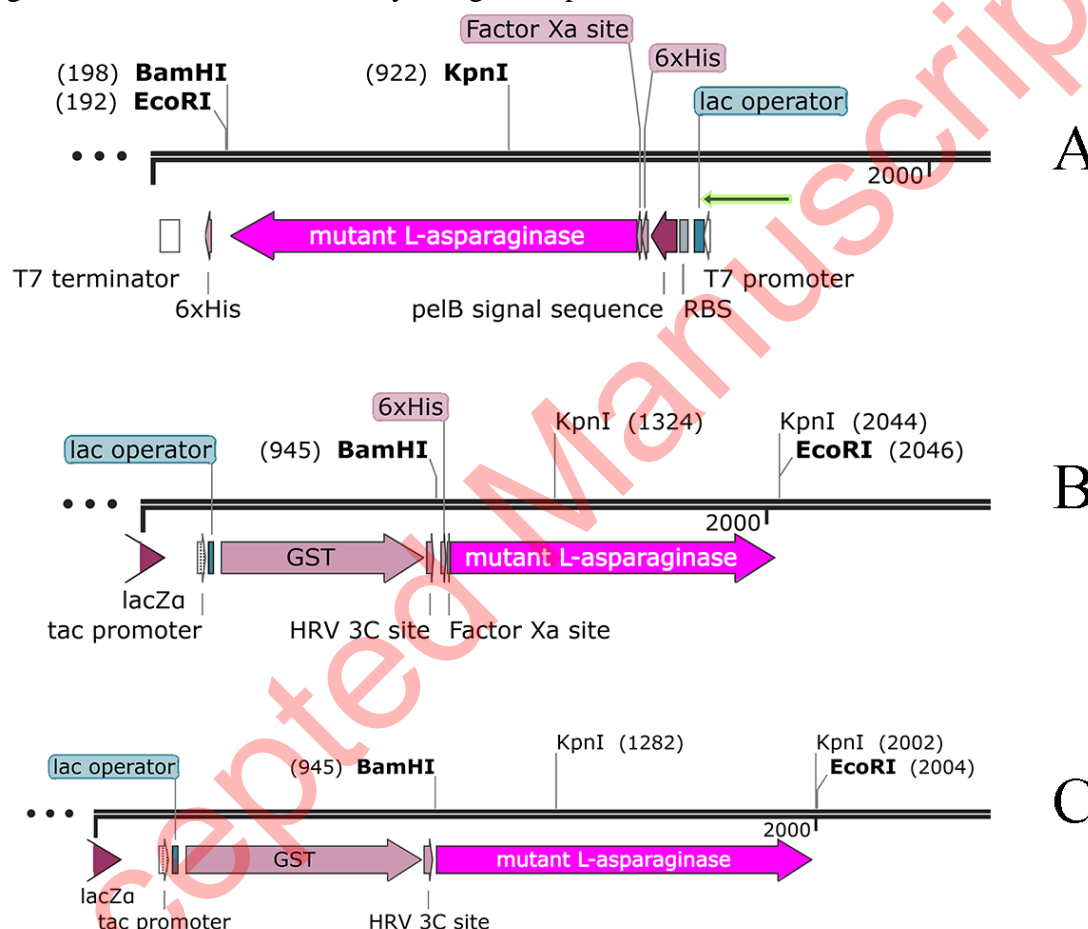 Factor Xa site
6xHis
(198) BamHI
(922) KpnI
(192) EcoRI
lac operator
A
2000
mutant L-asparaginase
T7 terminator
T7 promoter
6xHis
pelB signal sequence
RBS
6xHis
KpnI (1324)
KpnI (2044)
lac operator
(945) BamHI
EcoRI (2046)
B
2000
GST
mutant L-asparaginase
lacZα
tac promoter
HRV 3C site
Factor Xa site
KpnI (1282)
KpnI (2002)
lac operator
(945) BamHI
EcoRI (2004)
C
2000
GST
mutant L-asparaginase
lacZα
tac promoter
HRV 3C site
cepted Manuscrip